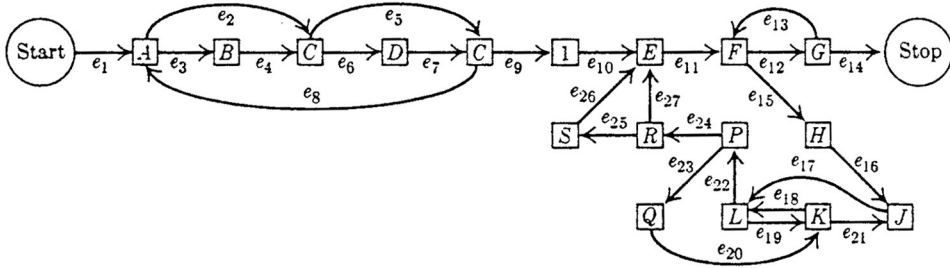 e₂ e₅ e₁₃
Start e₁ A e₃ B e₄ C e₆ D e₇ C e₉ 1 e₁₀ E e₁₁ F e₁₂ G e₁₄ Stop
e₈ e₂₆ e₂₇ e₁₅
S e₂₅ R e₂₄ P H
e₂₃ e₂₂ e₁₇ e₁₆
e₁₈
Q L e₁₉ K e₂₁ J
e₂₀